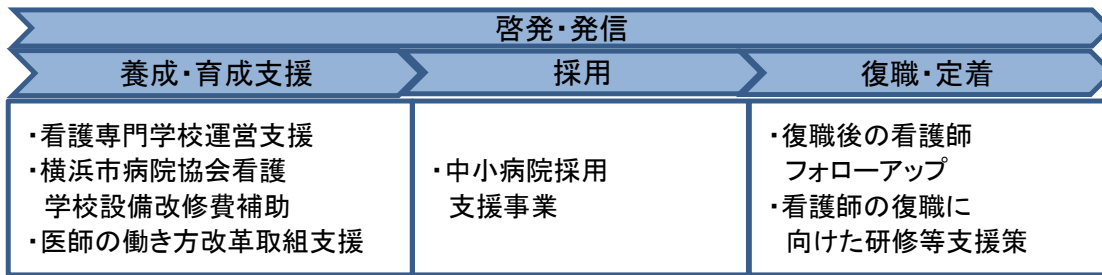 啓発・発信
養成・育成支援
採用
復職・定着
・看護専門学校運営支援
・横浜市病院協会看護
学校設備改修費補助
・医師の働き方改革取組支援
・中小病院採用
支援事業
・復職後の看護師
フォローアップ
・看護師の復職に
向けた研修等支援策